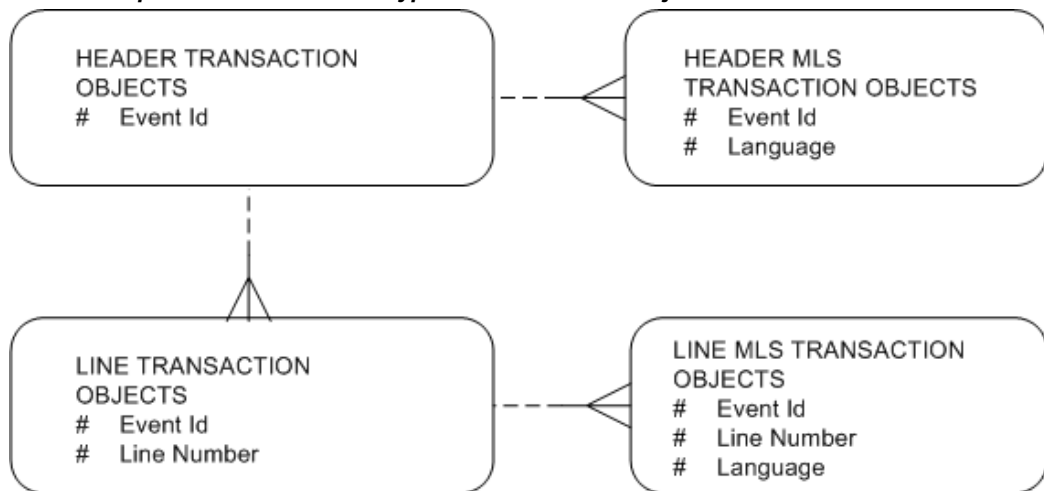 HEADER TRANSACTION
OBJECTS
# Event Id
HEADER MLS
TRANSACTION OBJECTS
# Event Id
# Language
LINE TRANSACTION
OBJECTS
# Event Id
# Line Number
LINE MLS TRANSACTION
OBJECTS
# Event Id
# Line Number
# Language